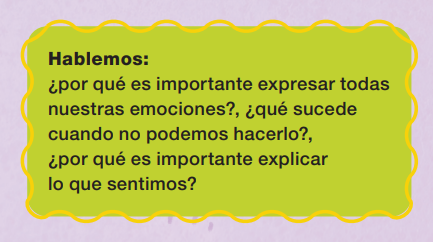 Hablemos:
¿por qué es importante expresar todas
nuestras emociones?, ¿qué sucede
cuando no podemos hacerlo?,
¿por qué es importante explicar
lo que sentimos?